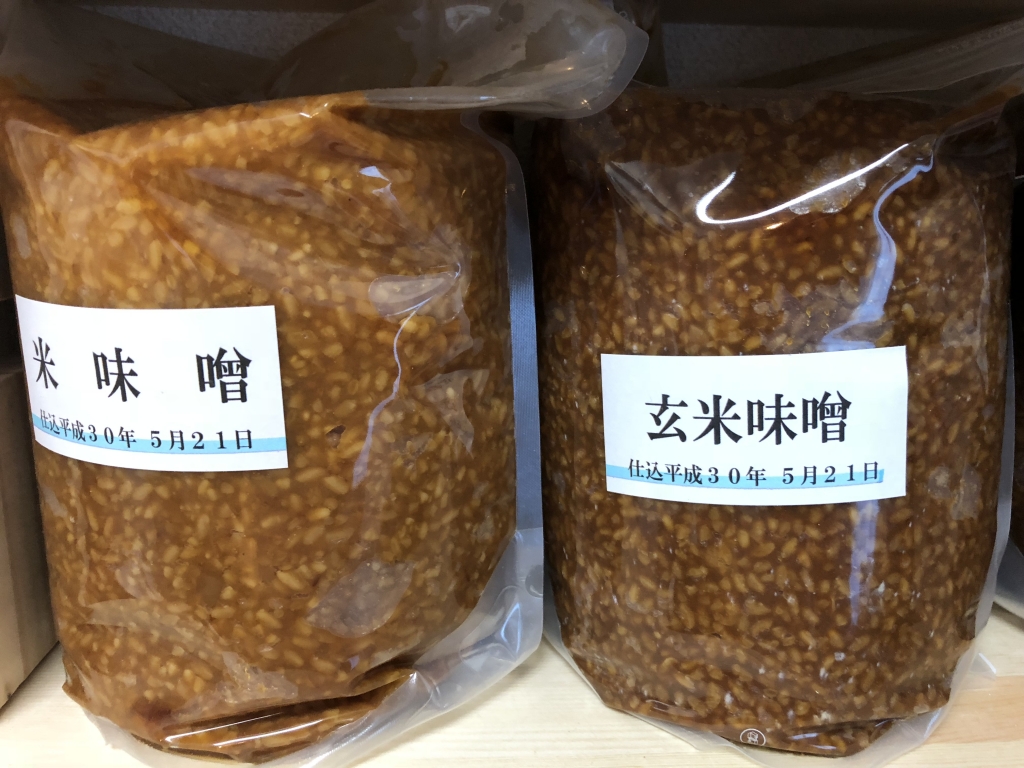 米 味 噌
仕込平成30年 5月21日
玄米味噌
仕込平成30年 5月21日